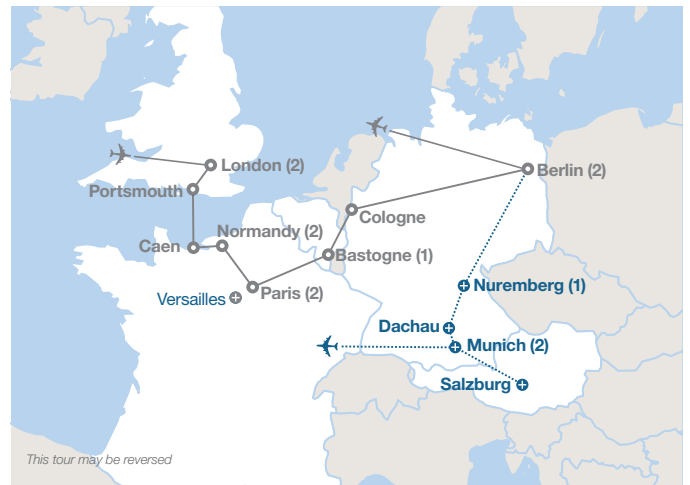 London (2)
Berlin (2)
Portsmouth
Cologne
Normandy (2)
Caen
Bastogne (1)
Nuremberg (1)
Paris (2)
Versailles
Dachau
Munich (2)
Salzburg
This tour may be reversed